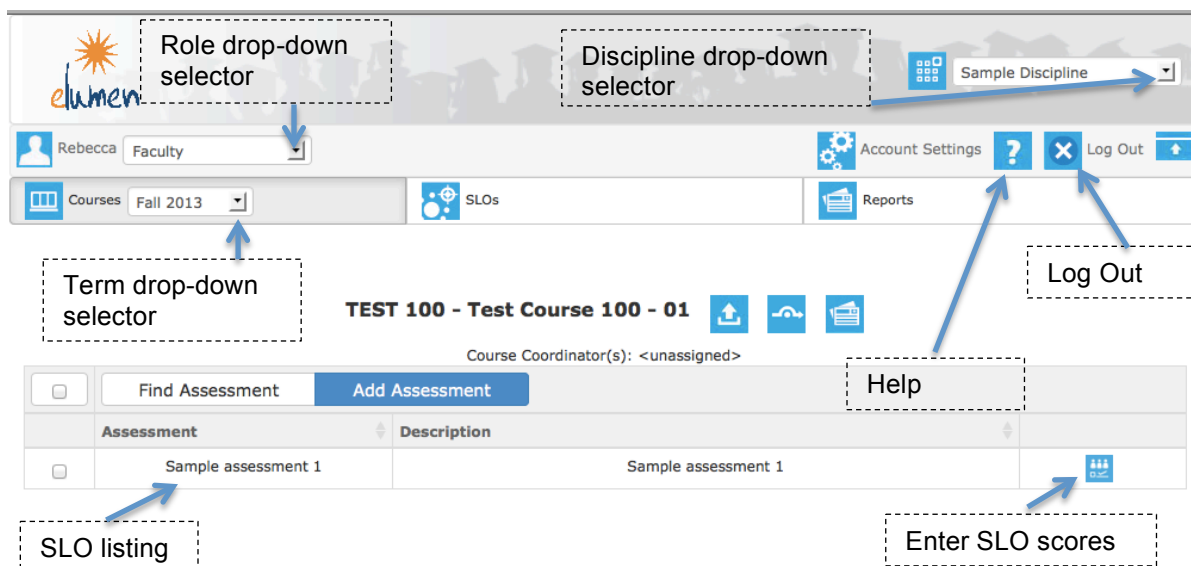 elumen
Role drop-down
selector
Discipline drop-down
selector
Sample Discipline
Rebecca
Faculty
Account Settings
?
Log Out
Courses
Fall 2013
SLOs
Reports
Term drop-down
selector
Log Out
TEST 100 - Test Course 100 - 01
Course Coordinator(s): <unassigned>
Help
Find Assessment
Add Assessment
Assessment
Description
Sample assessment 1
Sample assessment 1
SLO listing
Enter SLO scores